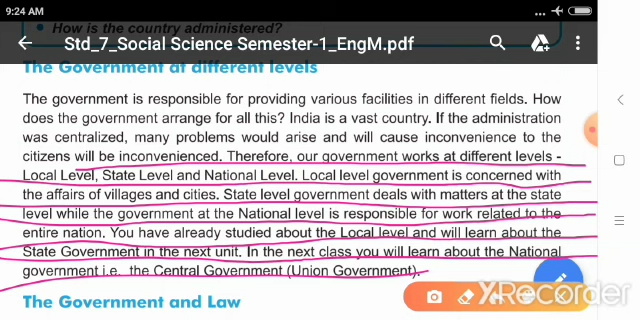 9:24 AM
• How is the country administered?
Std_7_Social Science Semester-1_EngM.pdf
The Government at different levels
The government is responsible for providing various facilities in different fields. How
does the government arrange for all this? India is a vast country. If the administration
was centralized, many problems would arise and will cause inconvenience to the
citizens will be inconvenienced. Therefore, our government works at different levels -
Local Level, State Level and National Level. Local level government is concerned with
the affairs of villages and cities. State level government deals with matters at the state
level while the government at the National level is responsible for work related to the
entire nation. You have already studied about the Local level and will learn about the
State Government in the next unit. In the next class you will learn about the National
government i.e. the Central Government (Union Government).
The Government and Law
XRecorder